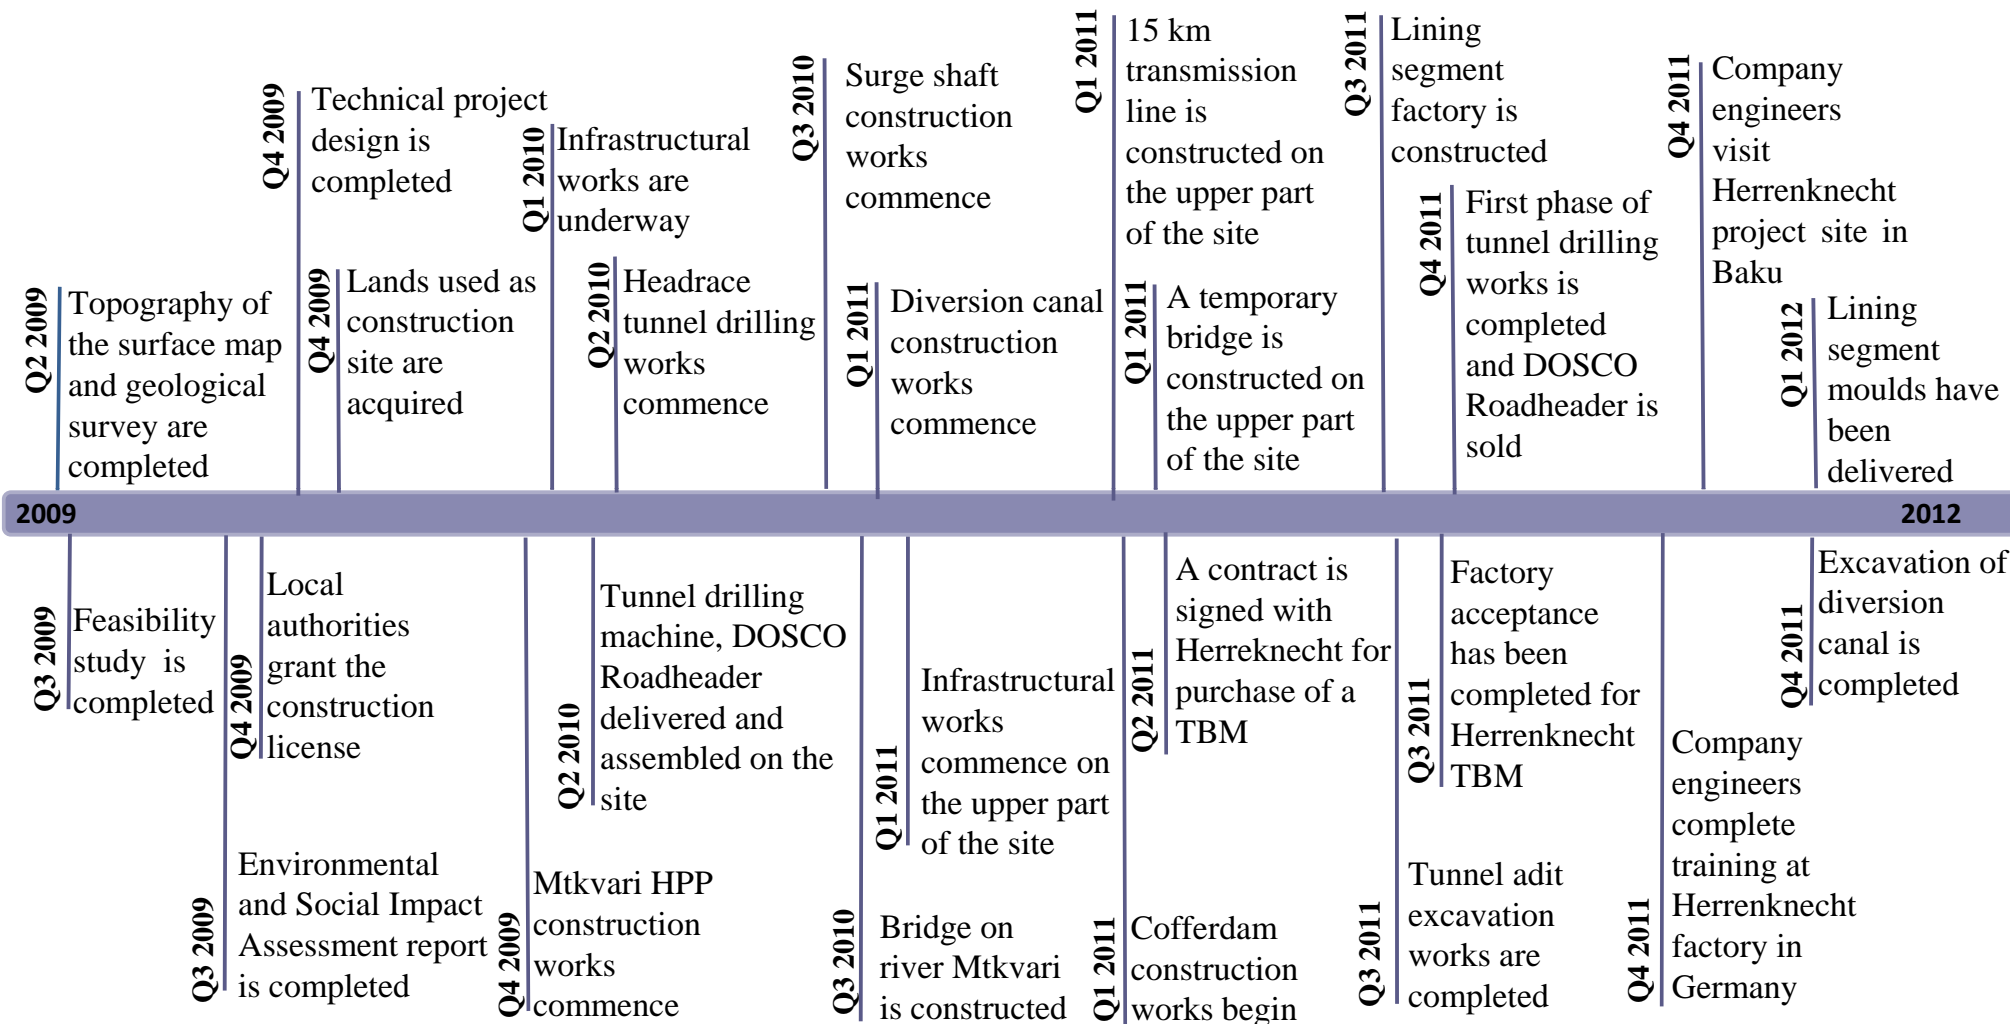 Q2 2009
Topography of
the surface map
and geological
survey are
completed
Q4 2009
Technical project
design is
completed
Q4 2009
Lands used as
construction
site are
acquired
Q1 2010
Infrastructural
works are
underway
Q2 2010
Headrace
tunnel drilling
works
commence
Q3 2010
Surge shaft
construction
works
commence
Q1 2011
Diversion canal
construction
works
commence
Q1 2011
15 km
transmission
line is
constructed on
the upper part
of the site
Q1 2011
A temporary
bridge is
constructed on
the upper part
of the site
Q3 2011
Lining
segment
factory is
constructed
Q4 2011
First phase of
tunnel drilling
works is
completed
and DOSCO
Roadheader is
sold
Q4 2011
Company
engineers
visit
Herrenknecht
project site in
Baku
Q1 2012
Lining
segment
moulds have
been
delivered
2009
2012
Q3 2009
Feasibility
study is
completed
Q3 2009
Environmental
and Social Impact
Assessment report
is completed
Q4 2009
Local
authorities
grant the
construction
license
Q4 2009
Mtkvari HPP
construction
works
commence
Q2 2010
Tunnel drilling
machine, DOSCO
Roadheader
delivered and
assembled on the
site
Q3 2010
Bridge on
river Mtkvari
is constructed
Q1 2011
Infrastructural
works
commence on
the upper part
of the site
Q1 2011
Cofferdam
construction
works begin
Q2 2011
A contract is
signed with
Herreknecht for
purchase of a
TBM
Q3 2011
Tunnel adit
excavation
works are
completed
Q3 2011
Factory
acceptance
has been
completed for
Herrenknecht
TBM
Q4 2011
Company
engineers
complete
training at
Herrenknecht
factory in
Germany
Q4 2011
Excavation of
diversion
canal is
completed